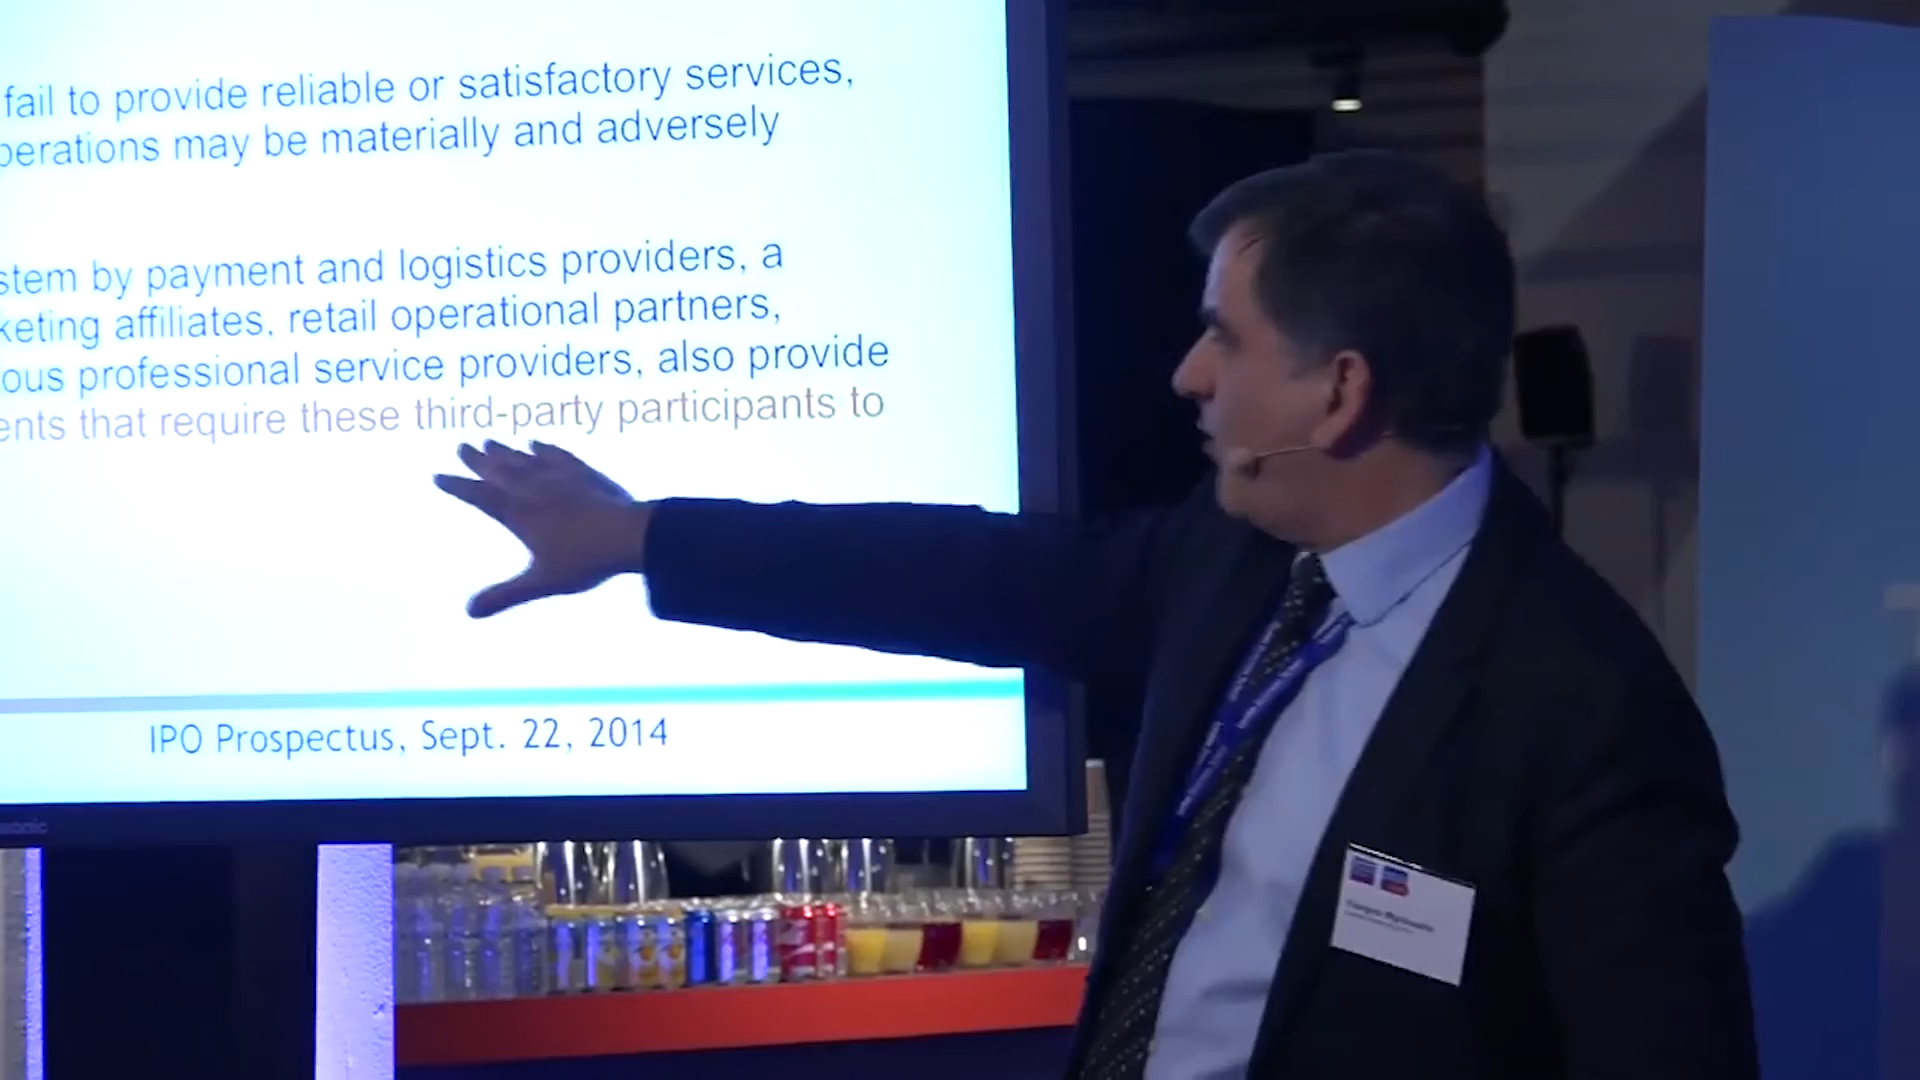 fail to provide reliable or satisfactory services,
perations may be materially and adversely
stem by payment and logistics providers, a
keting affiliates, retail operational partners,
ous professional service providers, also provide
ents that require these third-party participants to
IPO Prospectus, Sept. 22, 2014